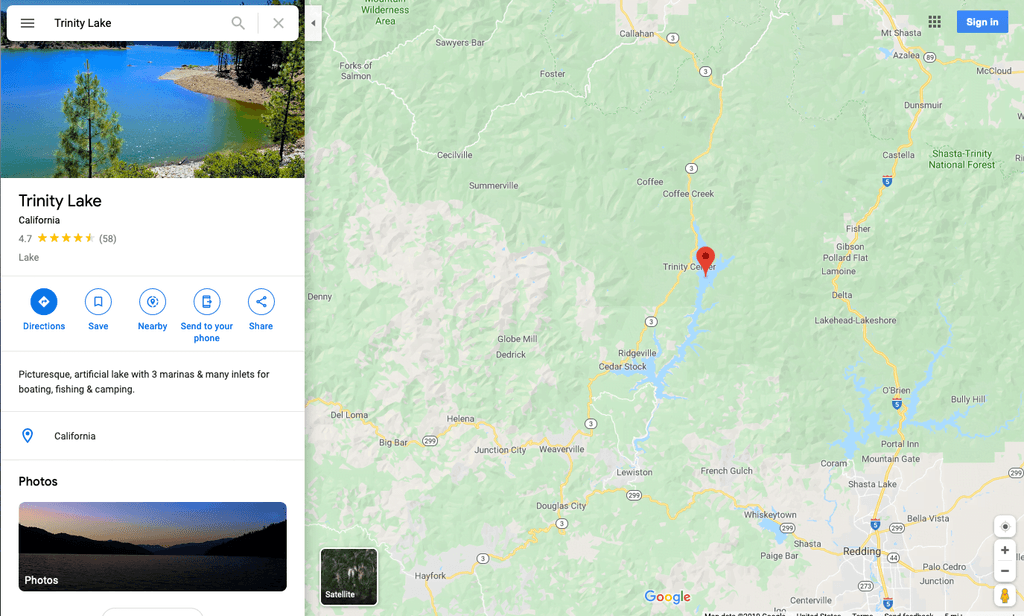 Trinity Lake
Trinity Lake
California
4.7
(58)
Lake
Directions
Save
Nearby
Send to your
phone
Share
Picturesque, artificial lake with 3 marinas & many inlets for
boating, fishing & camping.
California
Photos
Photos
Sign in
Wilderness
Area
Callahan
3
Sawyers Bar
Mt Shasta
Azalea
89
McCloud
Forks of
Salmon
Foster
3
Dunsmuir
Cecilville
Castella
Shasta-Trinity
National Forest
3
5
Summerville
Coffee
Coffee Creek
Fisher
Gibson
Pollard Flat
Lamoine
Trinity Center
Denny
Delta
3
Lakehead-Lakeshore
Globe Mill
Dedrick
Ridgeville
Cedar Stock
O'Brien
5
Bully Hill
Del Loma
Helena
3
Big Bar
299
Junction City
Weaverville
Portal Inn
Mountain Gate
Coram
Lewiston
French Gulch
299
Shasta Lake
299
Douglas City
3
Whiskeytown
299
5
299
Bella Vista
Shasta
Paige Bar
Redding
44
3
Hayfork
Palo Cedro
Junction
273
Centerville
5
Satellite
Google
Map data ©2019 Google
United States
Terms
Send feedback
5 mi